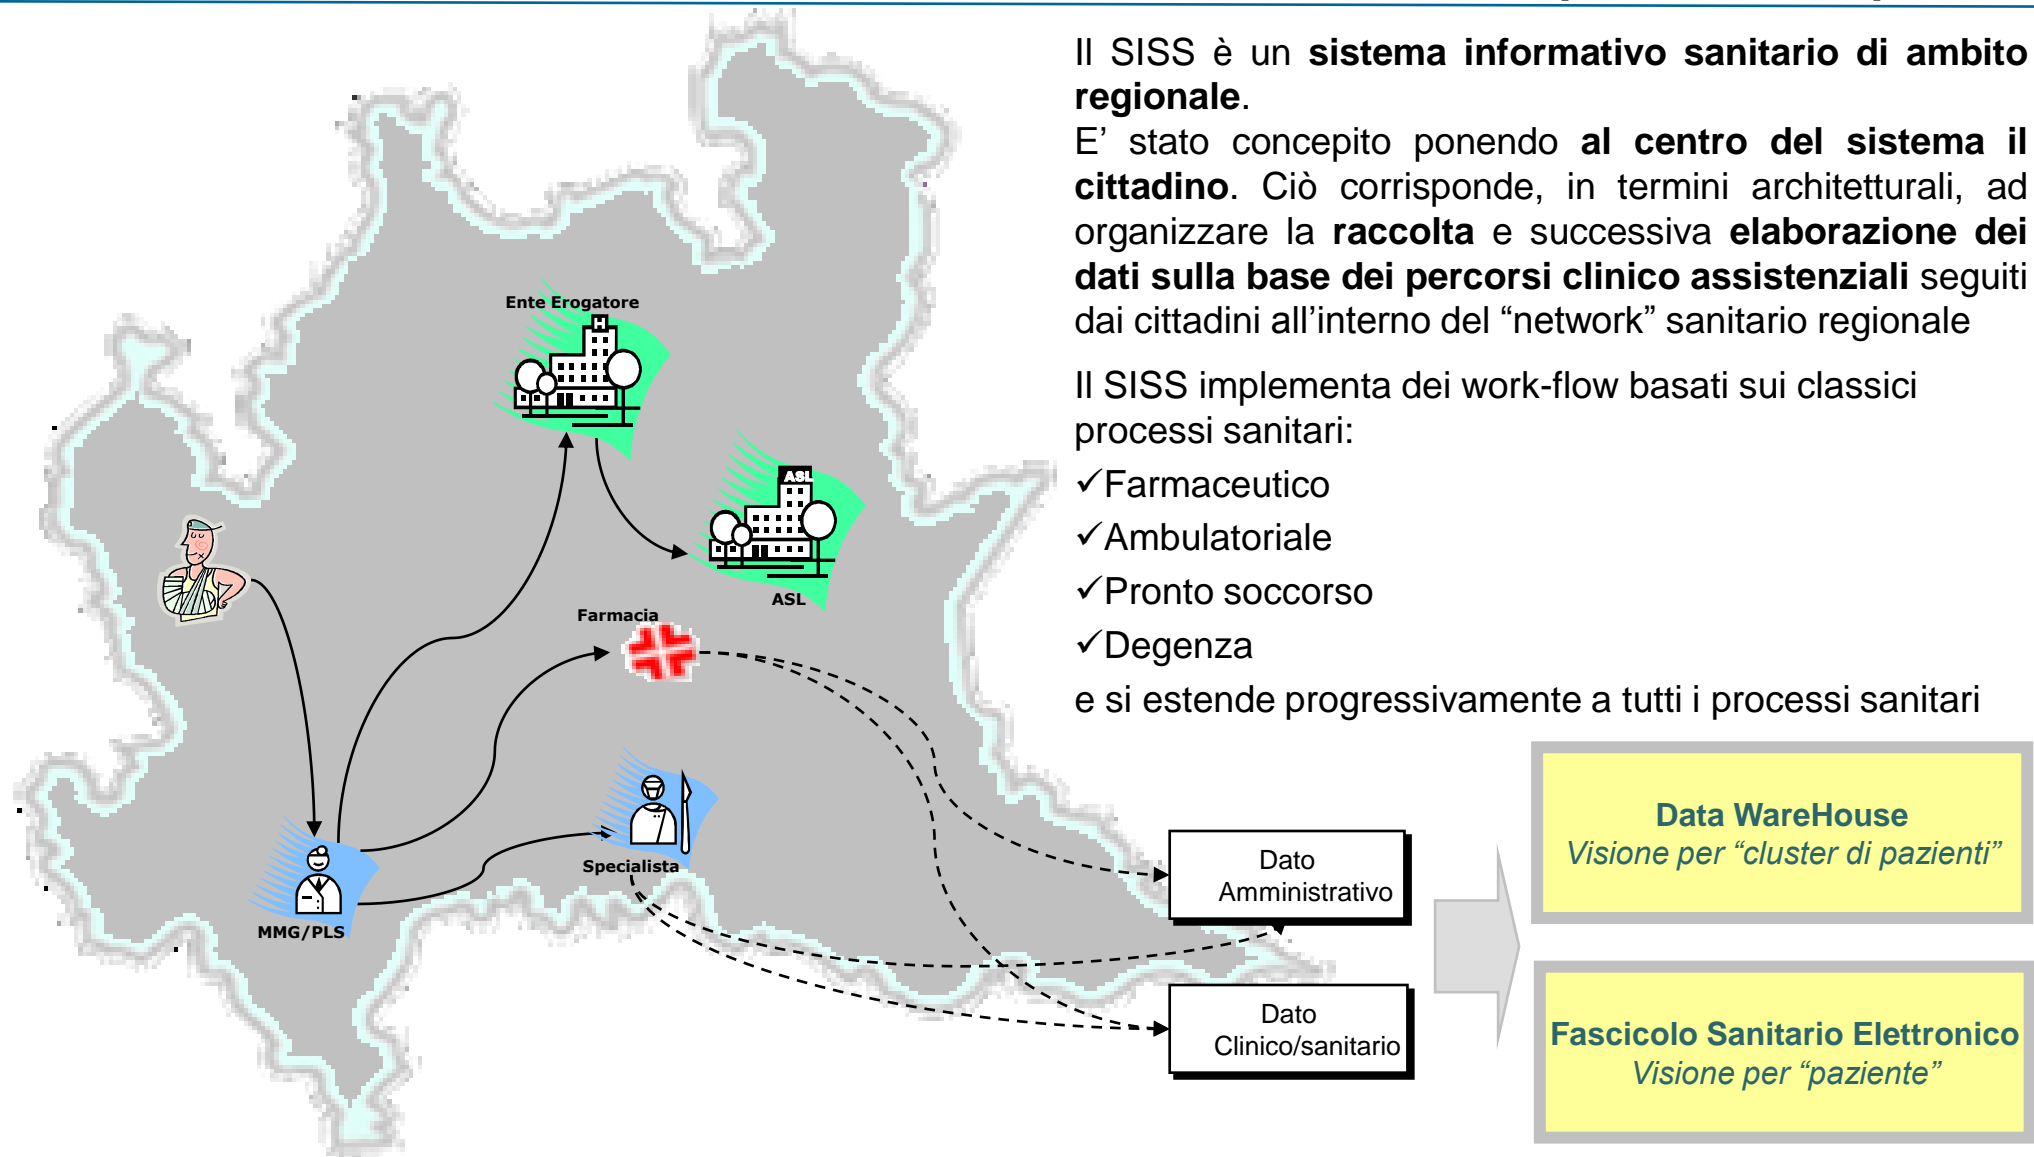 Il SISS è un sistema informativo sanitario di ambito
regionale.
E’ stato concepito ponendo al centro del sistema il
cittadino. Ciò corrisponde, in termini architetturali, ad
organizzare la raccolta e successiva elaborazione dei
dati sulla base dei percorsi clinico assistenziali seguiti
dai cittadini all’interno del “network” sanitario regionale
Il SISS implementa dei work-flow basati sui classici
processi sanitari:
✓Farmaceutico
✓Ambulatoriale
✓Pronto soccorso
✓Degenza
e si estende progressivamente a tutti i processi sanitari
Ente Erogatore
H
ASL
ASL
Farmacia
Specialista
MMG/PLS
Dato
Amministrativo
Dato
Clinico/sanitario
Data WareHouse
Visione per “cluster di pazienti”
Fascicolo Sanitario Elettronico
Visione per “paziente”